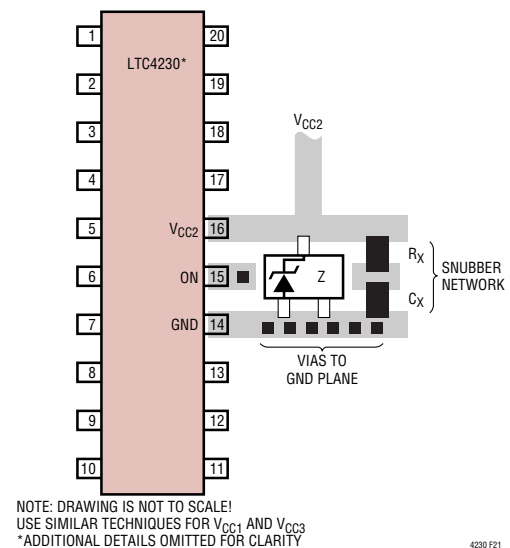 1 20
LTC4230*
2 19
3 18
VCC2
4 17
5 VCC2 16
RX
6 ON 15
Z
SNUBBER
NETWORK
CX
7 GND 14
VIAS TO
GND PLANE
8 13
9 12
10 11
NOTE: DRAWING IS NOT TO SCALE!
USE SIMILAR TECHNIQUES FOR VCC1 AND VCC3
*ADDITIONAL DETAILS OMITTED FOR CLARITY
4230 F21